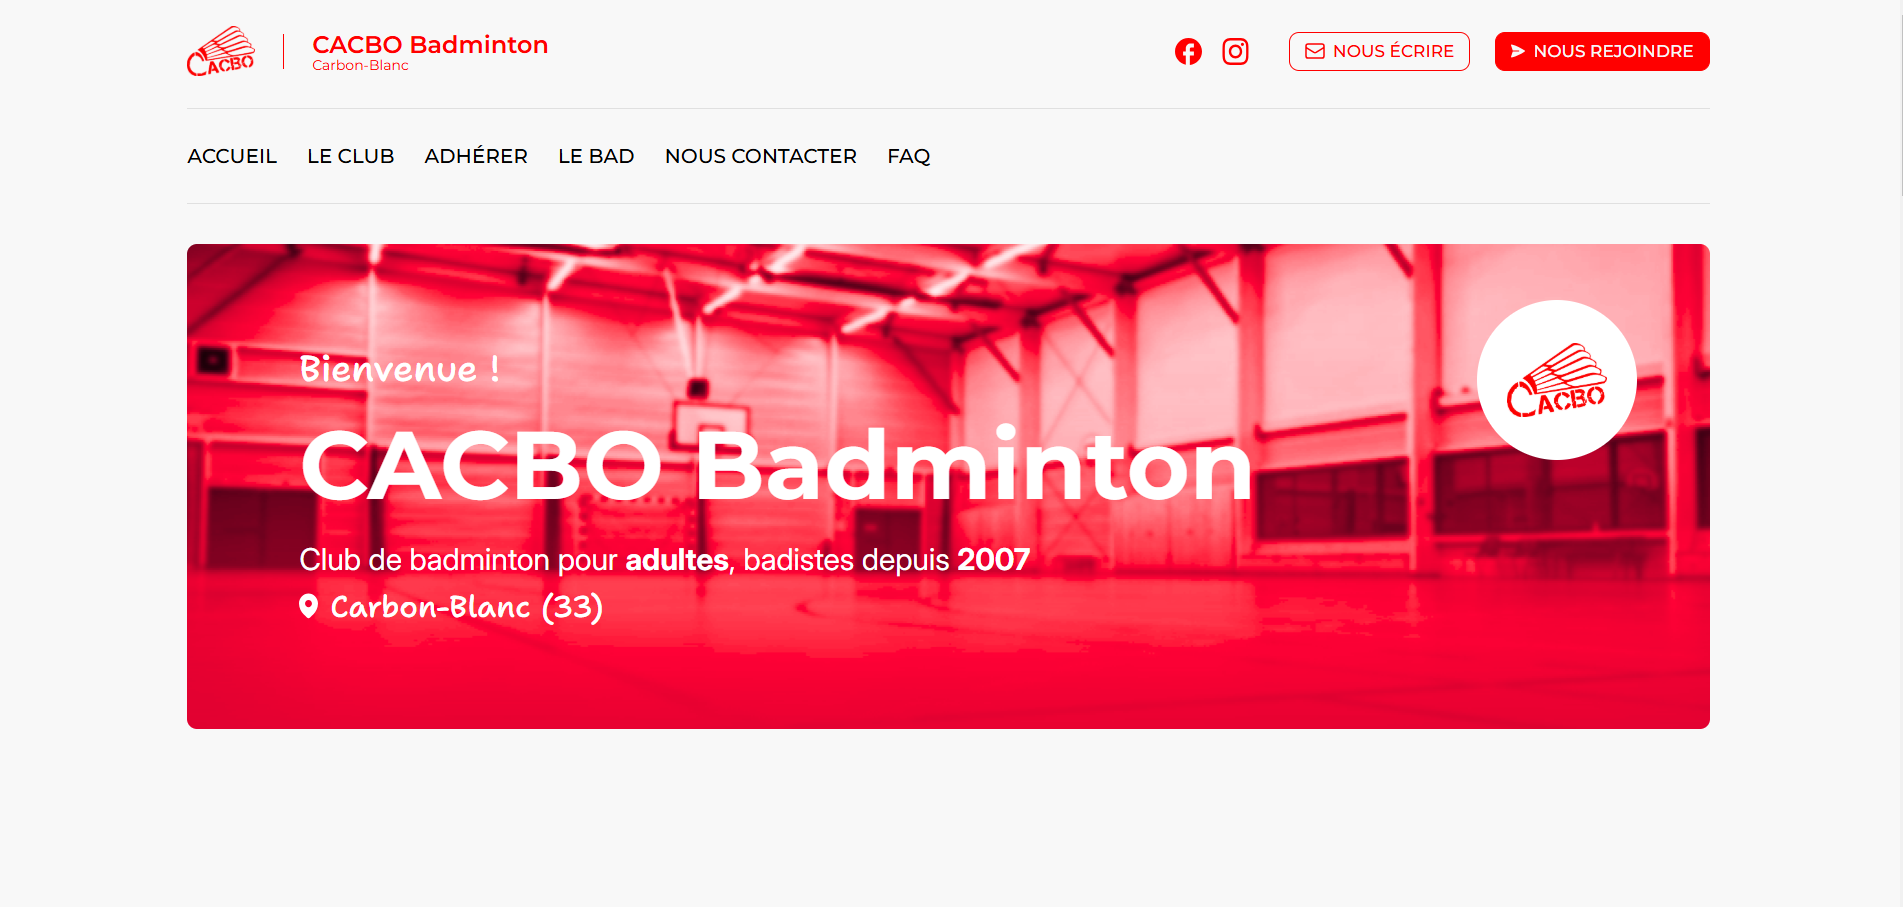 CACBO
CACBO Badminton
Carbon-Blanc
NOUS ÉCRIRE
NOUS REJOINDRE
ACCUEIL
LE CLUB
ADHÉRER
LE BAD
NOUS CONTACTER
FAQ
Bienvenue !
CACBO
CACBO Badminton
Club de badminton pour adultes, badistes depuis 2007
Carbon-Blanc (33)